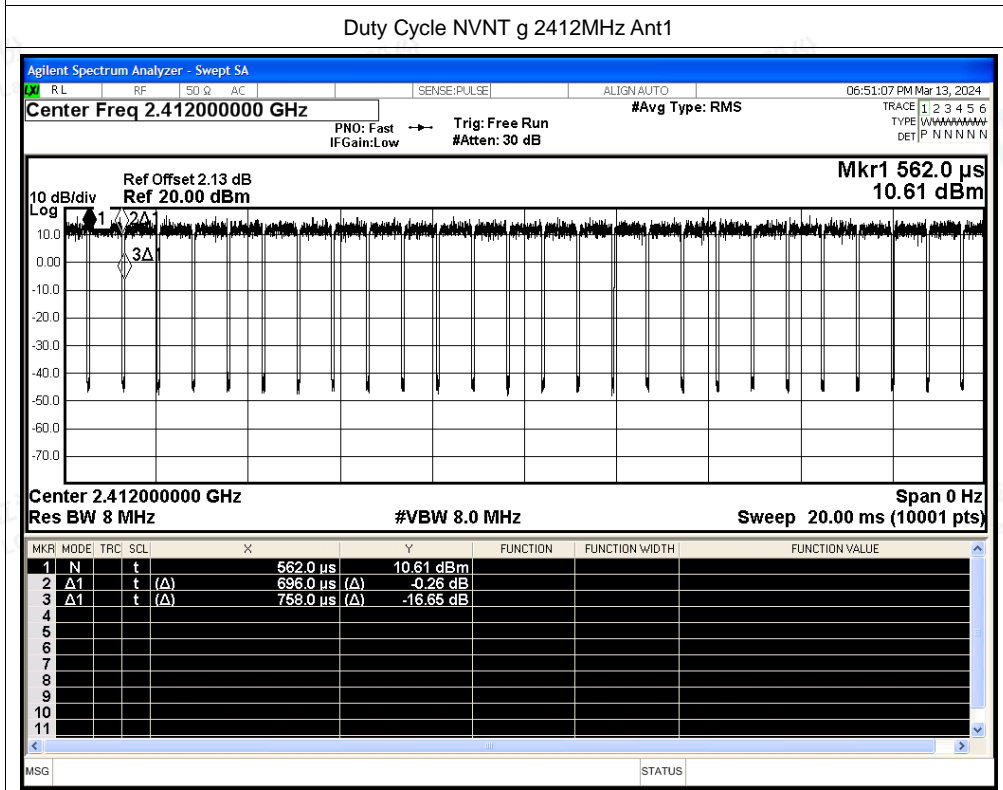 Duty Cycle NVNT g 2412MHz Ant1
Agilent Spectrum Analyzer - Swept SA
LXI RL RF 50 Ω AC SENSE:PULSE ALIGN AUTO 06:51:07 PM Mar 13, 2024
Center Freq 2.412000000 GHz #Avg Type: RMS TRACE 1 2 3 4 5 6
PNO: Fast Trig: Free Run TYPE
IFGain:Low #Atten: 30 dB DET P N N N N N
Mkr1 562.0 µs
Ref Offset 2.13 dB
10 dB/div Ref 20.00 dBm 10.61 dBm
Log
1 2Δ1
10.0
3Δ1
0.00
-10.0
-20.0
-30.0
-40.0
-50.0
-60.0
-70.0
Center 2.412000000 GHz Span 0 Hz
Res BW 8 MHz #VBW 8.0 MHz Sweep 20.00 ms (10001 pts)
MKR MODE TRC SCL X Y FUNCTION FUNCTION WIDTH FUNCTION VALUE
1 N t 562.0 µs 10.61 dBm
2 Δ1 t (Δ) 696.0 µs (Δ) -0.26 dB
3 Δ1 t (Δ) 758.0 µs (Δ) -16.65 dB
4
5
6
7
8
9
10
11
MSG STATUS